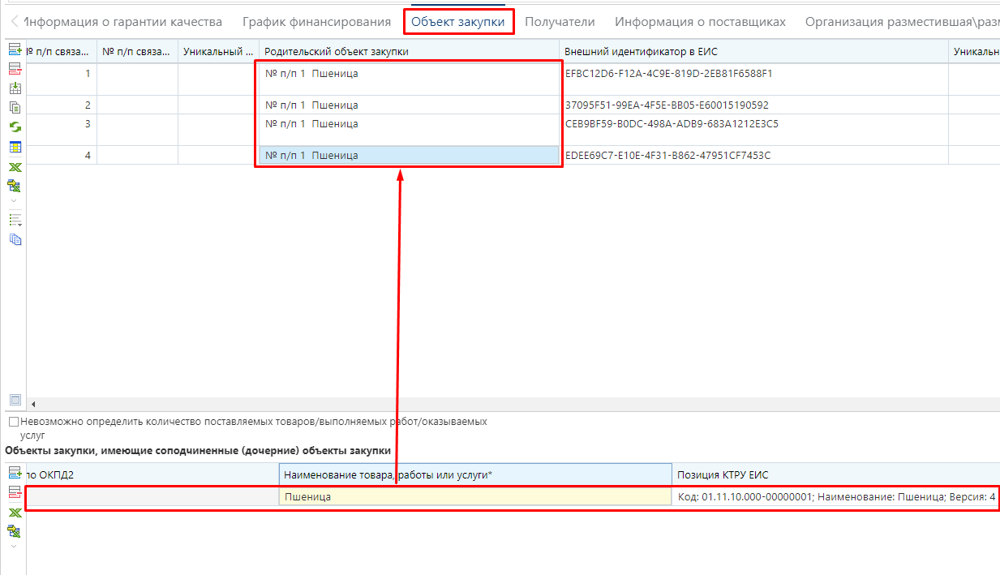 Информация о гарантии качества График финансирования Объект закупки Получатели Информация о поставщиках Организация разместившая\разм
№ п/п связа... № п/п связа... Уникальный ... Родительский объект закупки Внешний идентификатор в ЕИС Уникальн
1 № п/п 1 Пшеница EFBC12D6-F12A-4C9E-819D-2EB81F6588F1
2 № п/п 1 Пшеница 37095F51-99EA-4F5E-BB05-E60015190592
3 № п/п 1 Пшеница CEB9BF59-B0DC-498A-ADB9-683A1212E3C5
4 № п/п 1 Пшеница EDEE69C7-E10E-4F31-B862-47951CF7453C
Невозможно определить количество поставляемых товаров/выполняемых работ/оказываемых
услуг
Объекты закупки, имеющие соподчиненные (дочерние) объекты закупки
по ОКПД2 Наименование товара, работы или услуги* Позиция КТРУ ЕИС
Пшеница Код: 01.11.10.000-00000001; Наименование: Пшеница; Версия: 4